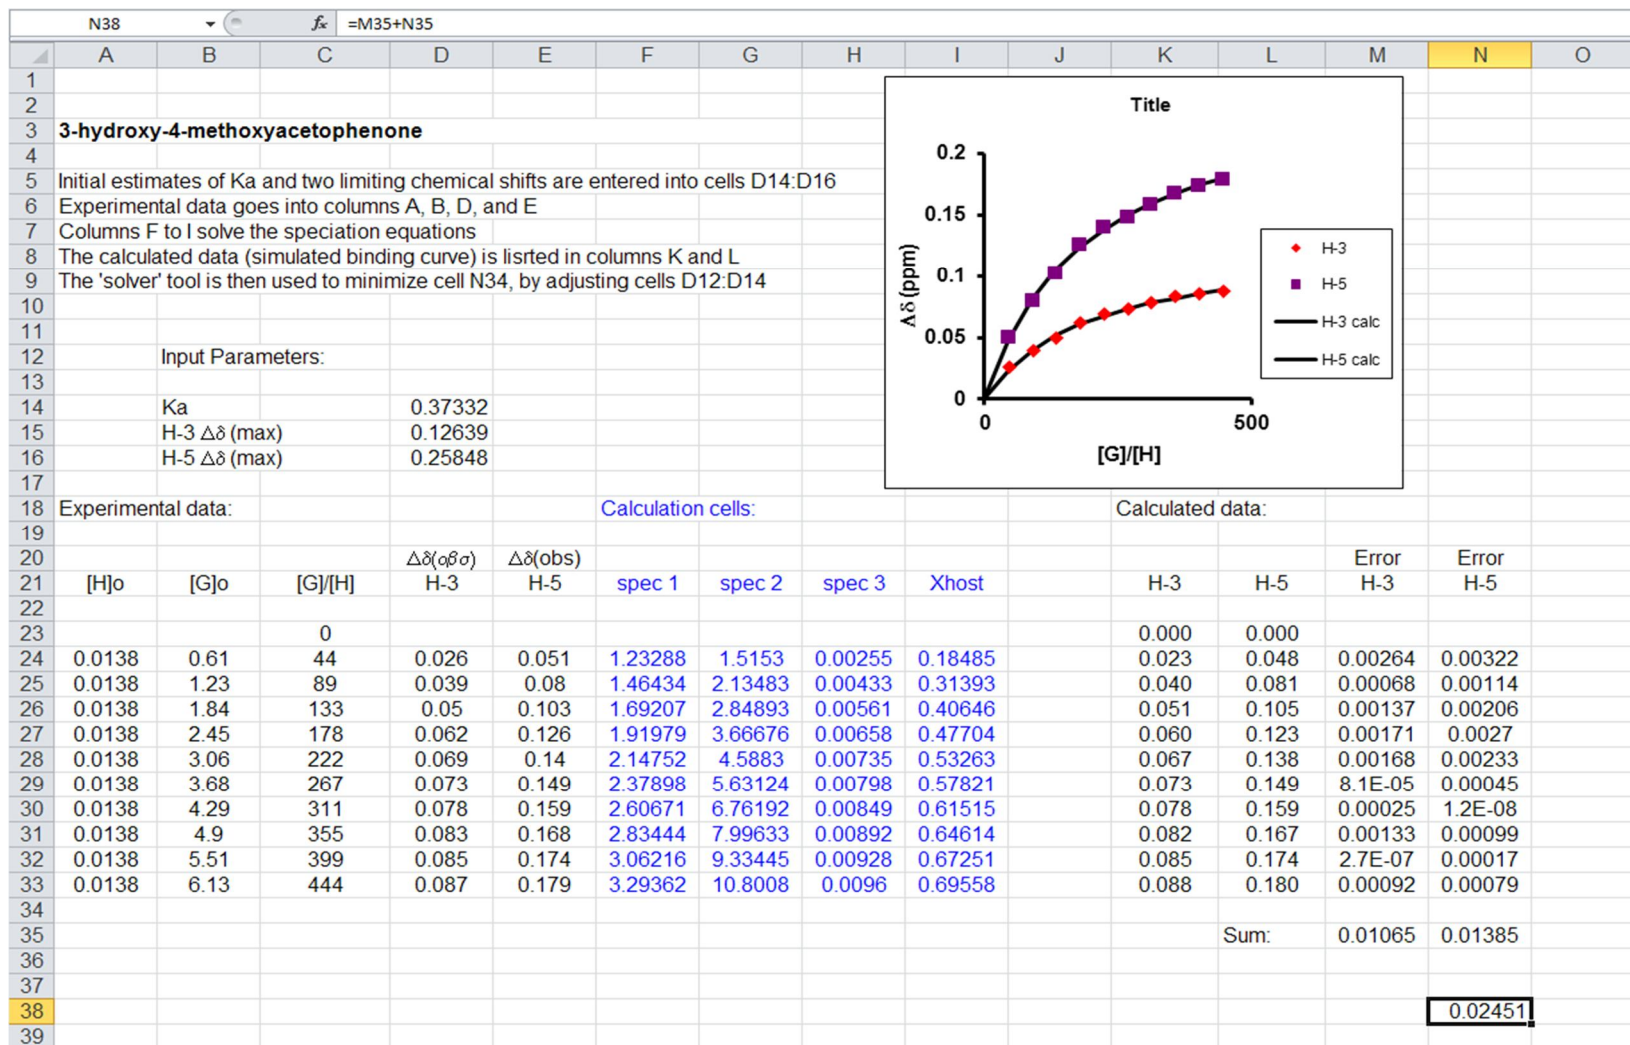 N38 fx =M35+N35
A B C D E F G H I J K L M N O
1
2
3 3-hydroxy-4-methoxyacetophenone
4
5 Initial estimates of Ka and two limiting chemical shifts are entered into cells D14:D16
6 Experimental data goes into columns A, B, D, and E
7 Columns F to I solve the speciation equations
8 The calculated data (simulated binding curve) is lisrted in columns K and L
9 The 'solver' tool is then used to minimize cell N34, by adjusting cells D12:D14
10
11
12 Input Parameters:
13
14 Ka 0.37332
15 H-3 Δδ (max) 0.12639
16 H-5 Δδ (max) 0.25848
17
Title
0.2
0.15
0.1
0.05
0
Δδ (ppm)
0 500
[G]/[H]
H-3
H-5
H-3 calc
H-5 calc
18 Experimental data: Calculation cells: Calculated data:
19
20 Δδ(οβσ) Δδ(obs) Error Error
21 [H]o [G]o [G]/[H] H-3 H-5 spec 1 spec 2 spec 3 Xhost H-3 H-5 H-3 H-5
22
23 0 0.000 0.000
24 0.0138 0.61 44 0.026 0.051 1.23288 1.5153 0.00255 0.18485 0.023 0.048 0.00264 0.00322
25 0.0138 1.23 89 0.039 0.08 1.46434 2.13483 0.00433 0.31393 0.040 0.081 0.00068 0.00114
26 0.0138 1.84 133 0.05 0.103 1.69207 2.84893 0.00561 0.40646 0.051 0.105 0.00137 0.00206
27 0.0138 2.45 178 0.062 0.126 1.91979 3.66676 0.00658 0.47704 0.060 0.123 0.00171 0.0027
28 0.0138 3.06 222 0.069 0.14 2.14752 4.5883 0.00735 0.53263 0.067 0.138 0.00168 0.00233
29 0.0138 3.68 267 0.073 0.149 2.37898 5.63124 0.00798 0.57821 0.073 0.149 8.1E-05 0.00045
30 0.0138 4.29 311 0.078 0.159 2.60671 6.76192 0.00849 0.61515 0.078 0.159 0.00025 1.2E-08
31 0.0138 4.9 355 0.083 0.168 2.83444 7.99633 0.00892 0.64614 0.082 0.167 0.00133 0.00099
32 0.0138 5.51 399 0.085 0.174 3.06216 9.33445 0.00928 0.67251 0.085 0.174 2.7E-07 0.00017
33 0.0138 6.13 444 0.087 0.179 3.29362 10.8008 0.0096 0.69558 0.088 0.180 0.00092 0.00079
34
35 Sum: 0.01065 0.01385
36
37
38 0.02451
39